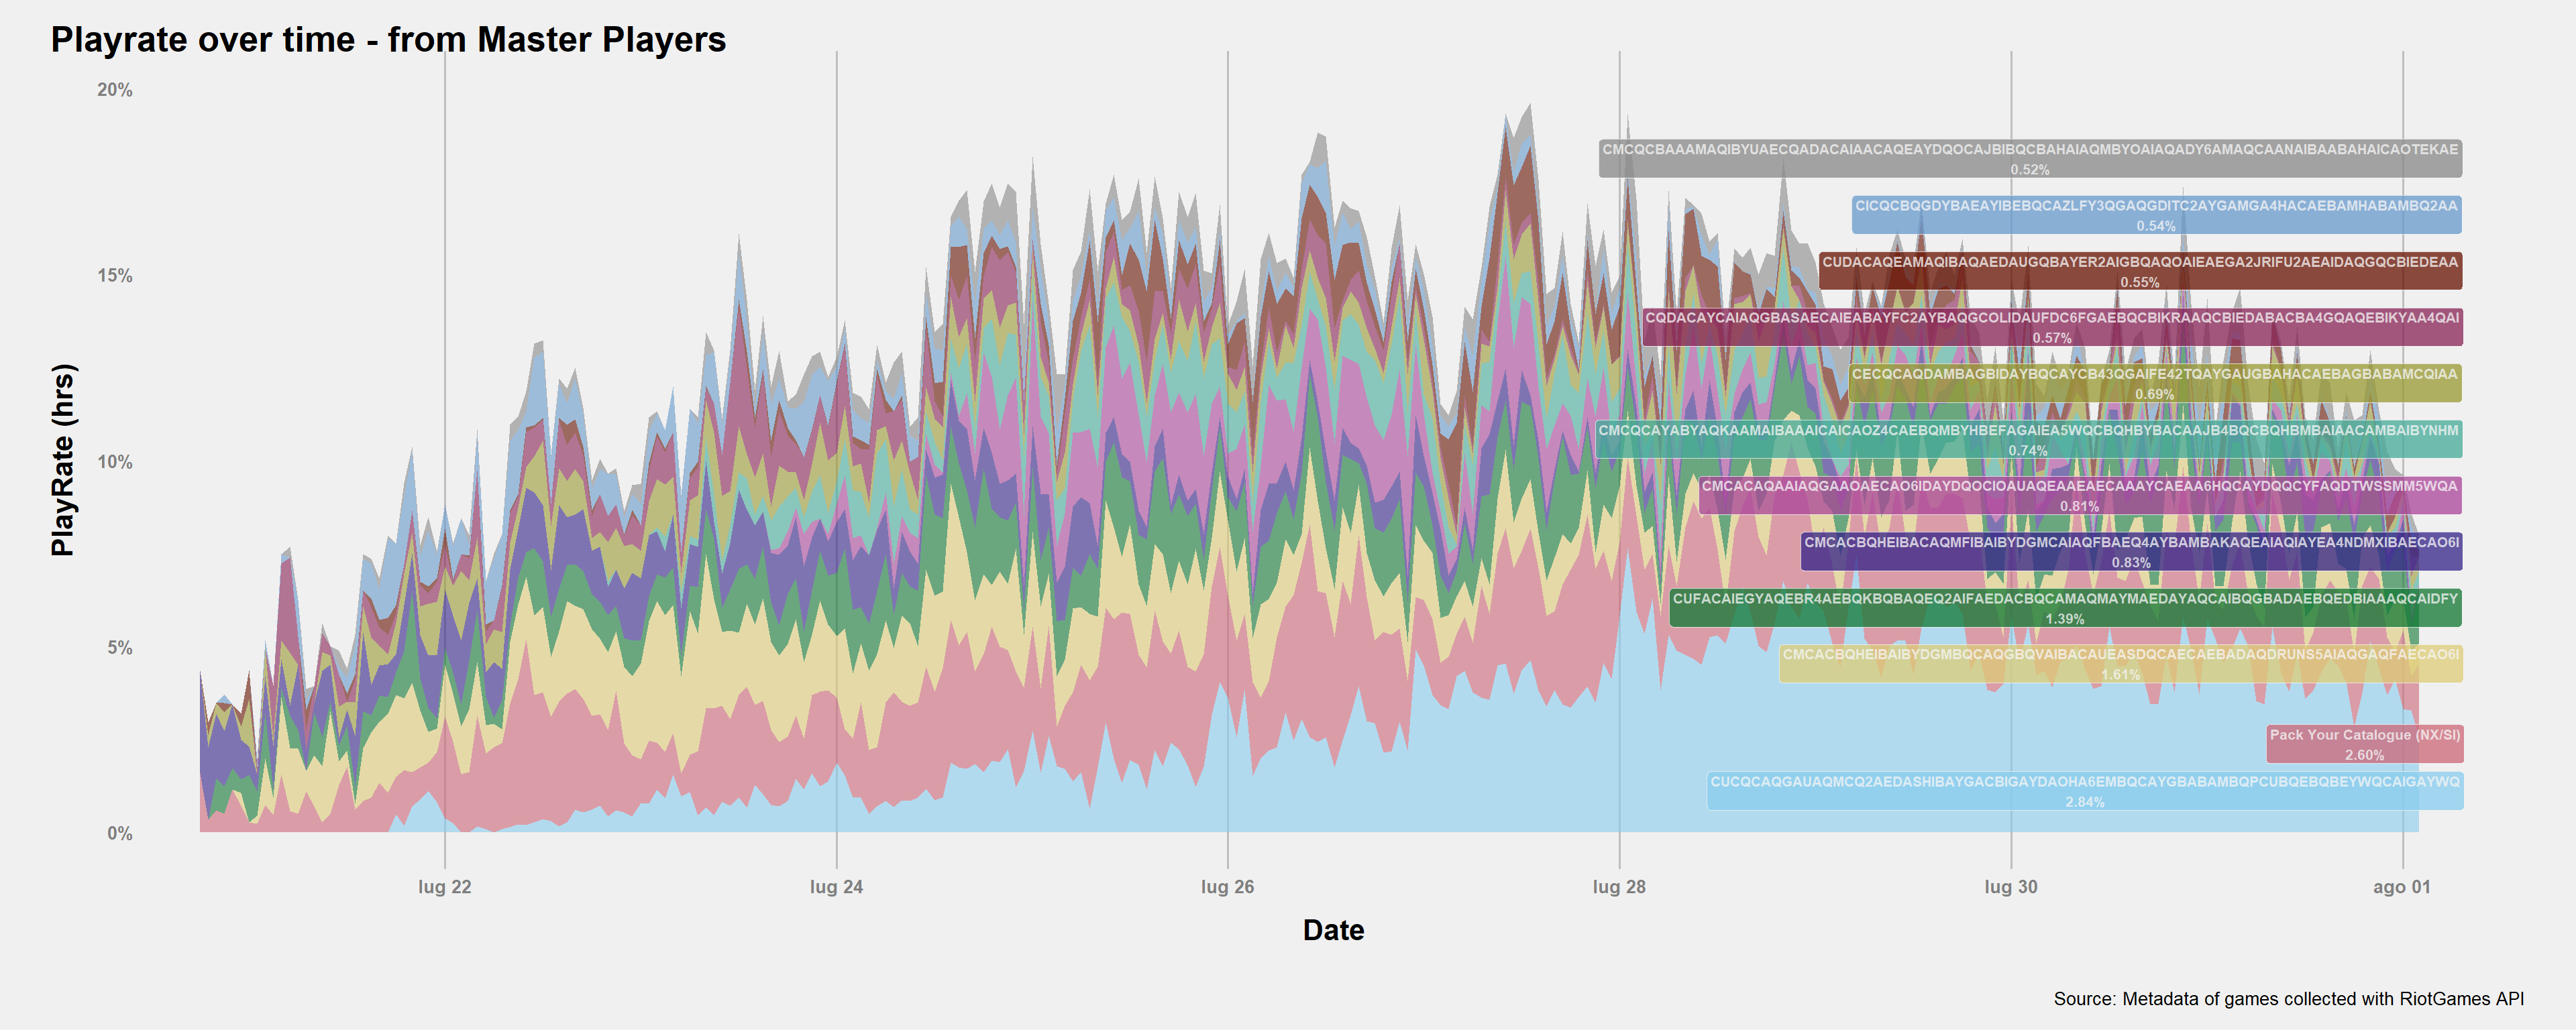 Playrate over time - from Master Players
PlayRate (hrs)
20%
15%
10%
5%
0%
CMCQCBAAAMAQIBYUAECQADACAIAACAQEAYDQOCAJBIBQCBAHAIAQMBYOAIAQADY6AMAQCAANAIBAABAHAICAOTEKAE
0.52%
CICQCBQGDYBAEAYIBEBQCAZLFY3QGAQGDITC2AYGAMGA4HACAEBAMHABAMBQ2AA
0.54%
CUDACAQEAMAQIBAQAEDAUGQBAYER2AIGBQAQOAIEAEGA2JRIFU2AEAIDAQGQCBIEDEAA
0.55%
CQDACAYCAIAQGBASAECAIEABAYFC2AYBAQGCOLIDAUFDC6FGAEBQCBIKRAAQCBIEDABACBA4GQAQEBIKYAA4QAI
0.57%
CECQCAQDAMBAGBIDAYBQCAYCB43QGAIFE42TQAYGAUGBAHACAEBAGBABAMCQIAA
0.69%
CMCQCAYABYAQKAAMAIBAAAICAICAOZ4CAEBQMBYHBEFAGAIEA5WQCBQHBYBACAAJB4BQCBQHBMBAIAACAMBAIBYNHM
0.74%
CMCACAQAAIAQGAAOAECAO6IDAYDQOCIOAUAQEAAEAECAAAYCAEAA6HQCAYDQQCYFAQDTWSSMM5WQA
0.81%
CMCACBQHEIBACAQMFIBAIBYDGMCAIAQFBAEQ4AYBAMBAKAQEAIAQIAYEA4NDMXIBAECAO6I
0.83%
CUFACAIEGYAQEBR4AEBQKBQBAQEQ2AIFAEDACBQCAMAQMAYMAEDAYAQCAIBQGBADAEBQEDBIAAAQCAIDFY
1.39%
CMCACBQHEIBAIBYDGMBQCAQGBQVAIBACAUEASDQCAECAEBADAQDRUNS5AIAQGAQFAECAO6I
1.61%
Pack Your Catalogue (NX/SI)
2.60%
CUCQCAQGAUAQMCQ2AEDASHIBAYGACBIGAYDAOHA6EMBQCAYGBABAMBQPCUBQEBQBEYWQCAIGAYWQ
2.84%
lug 22
lug 24
lug 26
lug 28
lug 30
ago 01
Date
Source: Metadata of games collected with RiotGames API